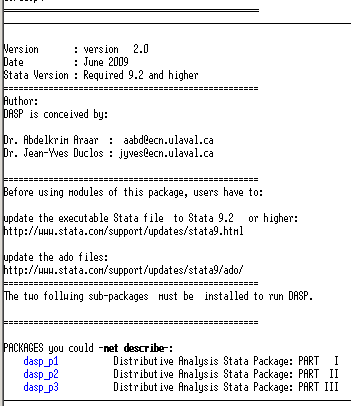 Version : version 2.0
Date : June 2009
Stata Version : Required 9.2 and higher
==================================================
Author:
DASP is conceived by:
Dr. Abdelkrim Araar : aabd@ecn.ulaval.ca
Dr. Jean-Yves Duclos : jyves@ecn.ulaval.ca
==================================================
Before using modules of this package, users have to:
update the executable Stata file to Stata 9.2 or higher:
http://www.stata.com/support/updates/stata9.html
update the ado files:
http://www.stata.com/support/updates/stata9/ado/
==================================================
The two follwing sub-packages must be installed to run DASP.
==================================================
PACKAGES you could -net describe-:
dasp_p1 Distributive Analysis Stata Package: PART I
dasp_p2 Distributive Analysis Stata Package: PART II
dasp_p3 Distributive Analysis Stata Package: PART III